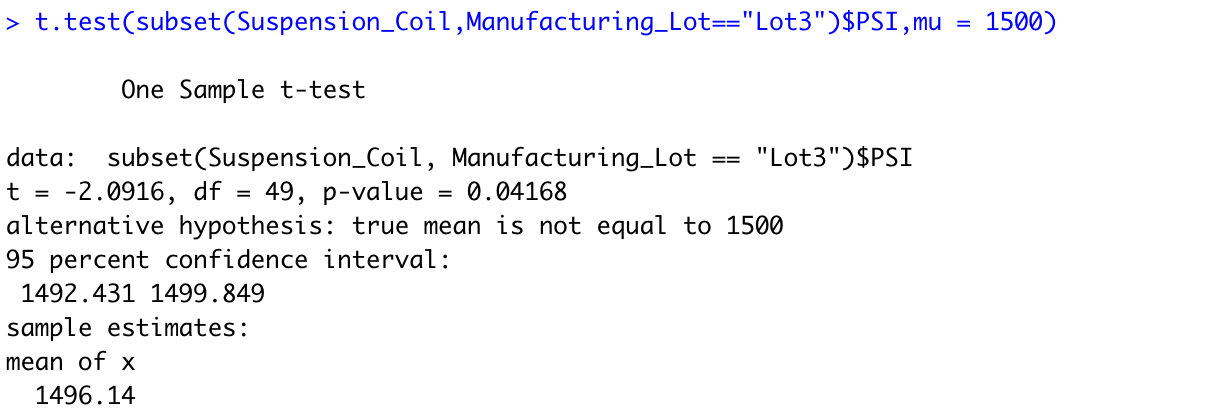 > t.test(subset(Suspension_Coil,Manufacturing_Lot=="Lot3")$PSI,mu = 1500)
One Sample t-test
data:  subset(Suspension_Coil, Manufacturing_Lot == "Lot3")$PSI
t = -2.0916, df = 49, p-value = 0.04168
alternative hypothesis: true mean is not equal to 1500
95 percent confidence interval:
 1492.431 1499.849
sample estimates:
mean of x
  1496.14